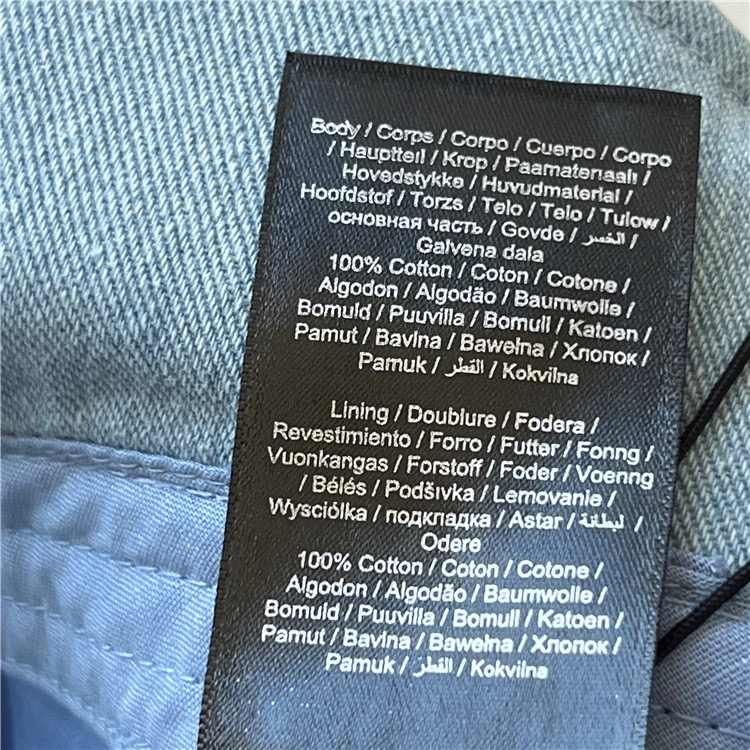 Body / Corps / Corpo / Cuerpo / Corpo
/ Hauptteil / Krop / Paamateriaali /
Hovedstykke / Huvudmaterial /
Hoofdstof / Torzs / Telo / Telo / Tulow /
основная часть / Govde / الخسر /
Galvena dala
100% Cotton / Coton / Cotone /
Algodon / Algodão / Baumwolle /
Bomuld / Puuvilla / Bomull / Katoen /
Pamut / Bavlna / Bawełna / Хлопок /
Pamuk / القطر / Kokvilna
Lining / Doublure / Fodera /
Revestimiento / Forro / Futter / Fonng /
Vuonkangas / Forstoff / Foder / Voenng
/ Bélés / Podšivka / Lemovanie /
Wysciólka / подкладка / Astar / لبطانة /
Odere
100% Cotton / Coton / Cotone /
Algodon / Algodão / Baumwolle /
Bomuld / Puuvilla / Bomull / Katoen /
Pamut / Bavlna / Bawełna / Хлопок /
Pamuk / القطر / Kokvilna